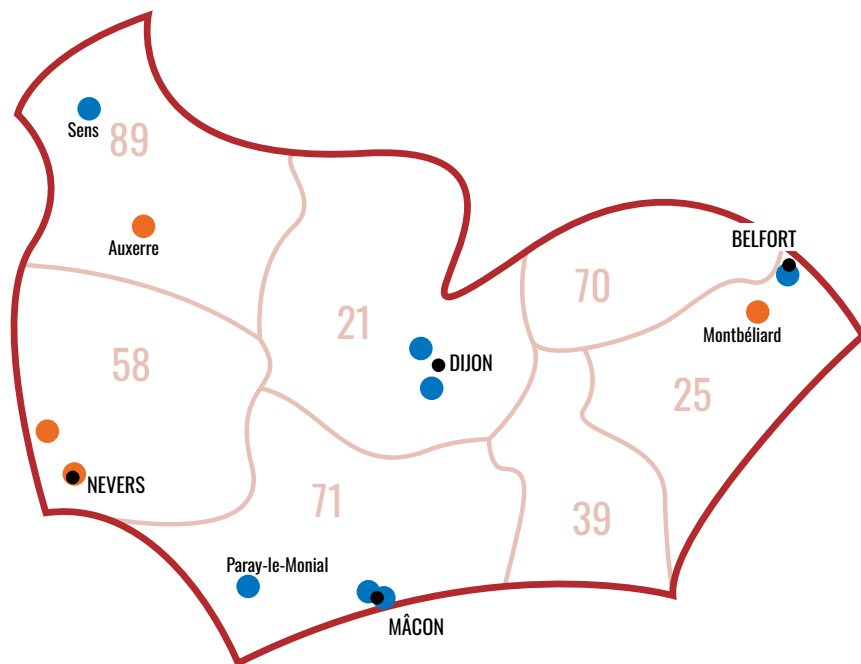 Sens
89
Auxerre
BELFORT
70
Montbéliard
21
DIJON
58
25
NEVERS
71
39
Paray-le-Monial
MÂCON